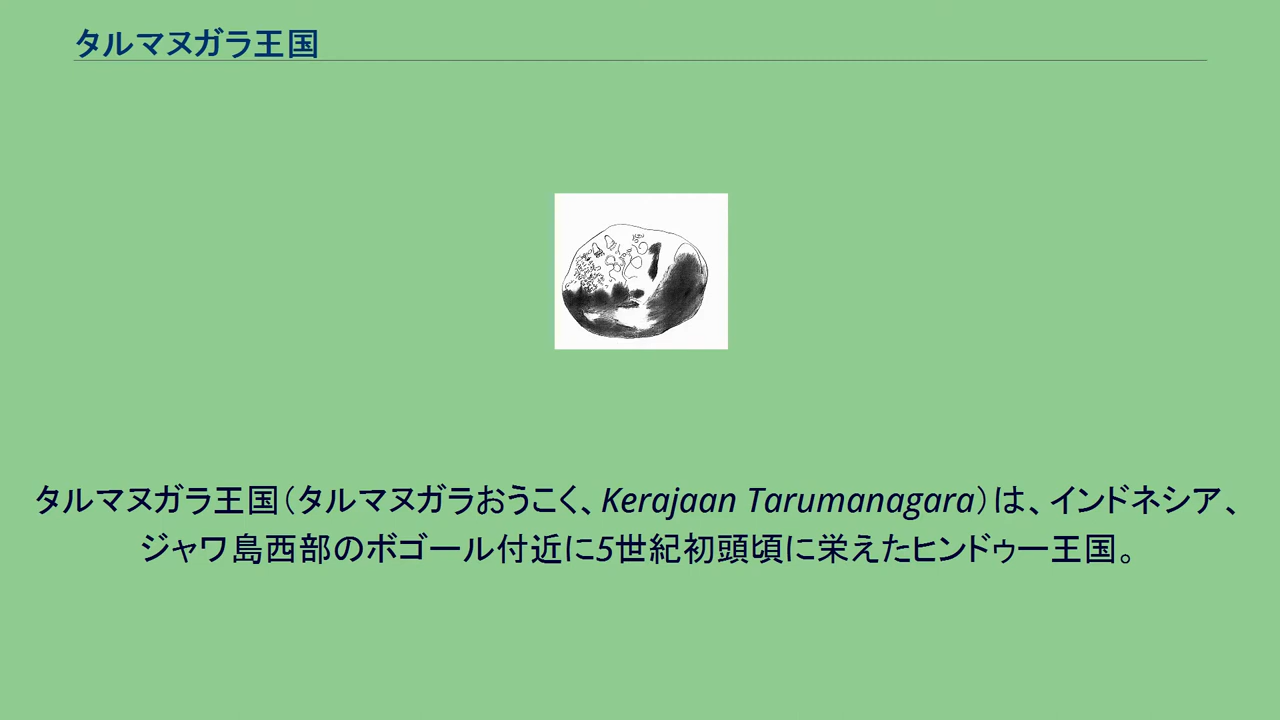 タルマヌガラ王国
タルマヌガラ王国（タルマヌガラおうこく、Kerajaan Tarumanagara）は、インドネシア、
ジャワ島西部のボゴール付近に5世紀初頭頃に栄えたヒンドゥー王国。